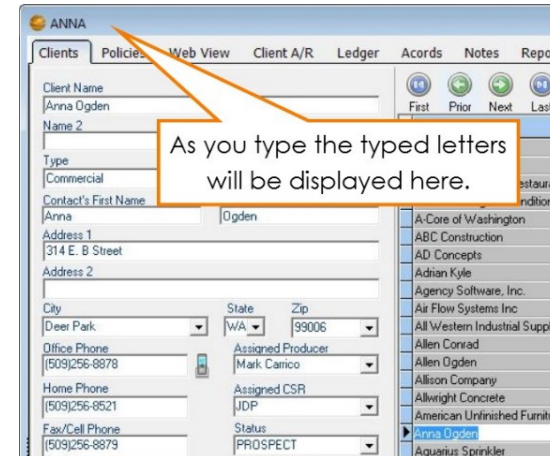 ANNA
Clients Policies Web View Client A/R Ledger Acords Notes Repo
Client Name
Anna Ogden
Name 2
Type
Commercial
Contact's First Name
Anna Ogden
Address 1
314 E. B Street
Address 2
City State Zip
Deer Park WA 99006
Office Phone Assigned Producer
(509)256-8878 Mark Carrico
Home Phone Assigned CSR
(509)256-8521 JDP
Fax/Cell Phone Status
(509)256-8879 PROSPECT
As you type the typed letters
will be displayed here.
First Prior Next Last
A-Core of Washington
ABC Construction
AD Concepts
Adrian Kyle
Agency Software, Inc.
Air Flow Systems Inc
All Western Industrial Suppl
Allen Conrad
Allen Ogden
Allison Company
Allwright Concrete
American Unfinished Furnit
Anna Ogden
Aquarius Sprinkler